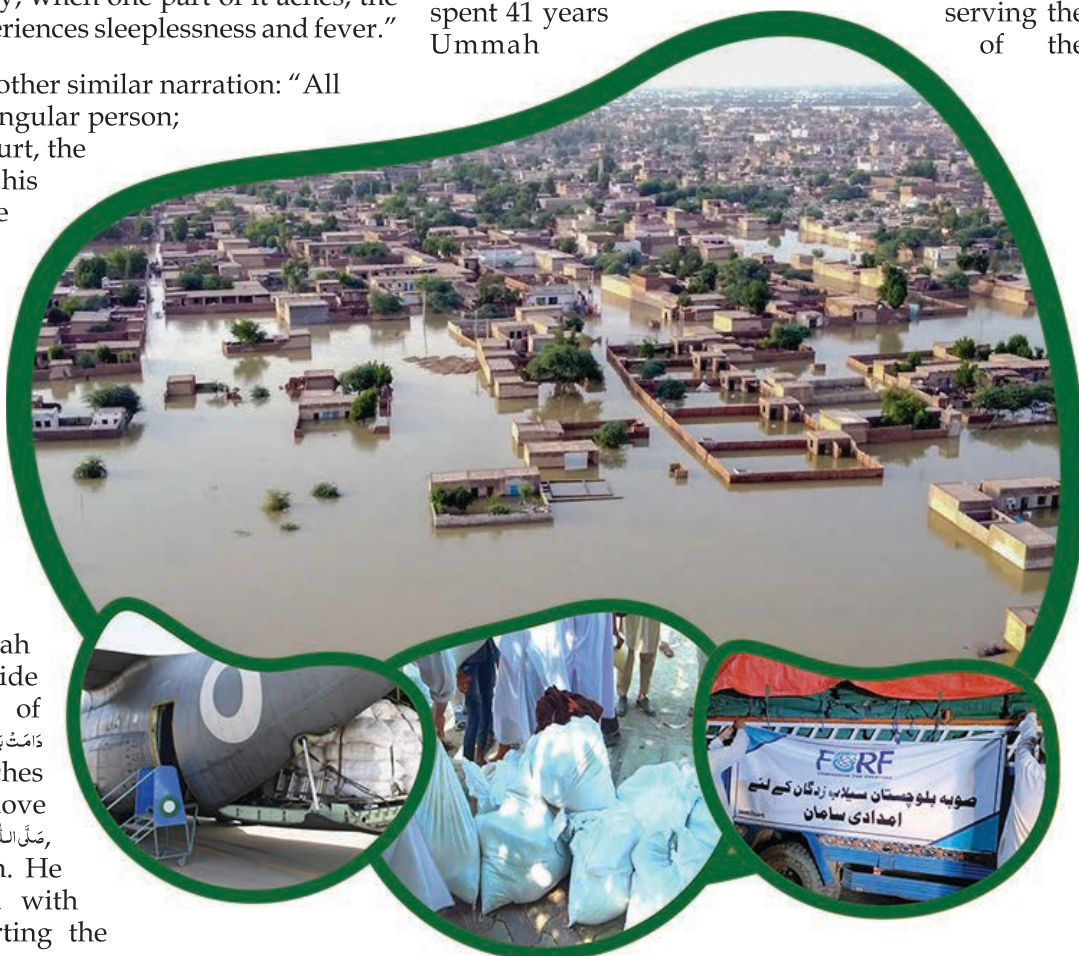 y, when one part of it aches, the
eriences sleeplessness and fever.”
other similar narration: “All
ngular person;
urt, the
his
e
ah
ide
of
دَامَتْ
ches
ove
صَلَّى
n. He
with
rting the
spent 41 years
Ummah
serving the
of the
FGRF
صوبہ بلوچستان سیلاب زدگان کے لئے
امدادی سامان